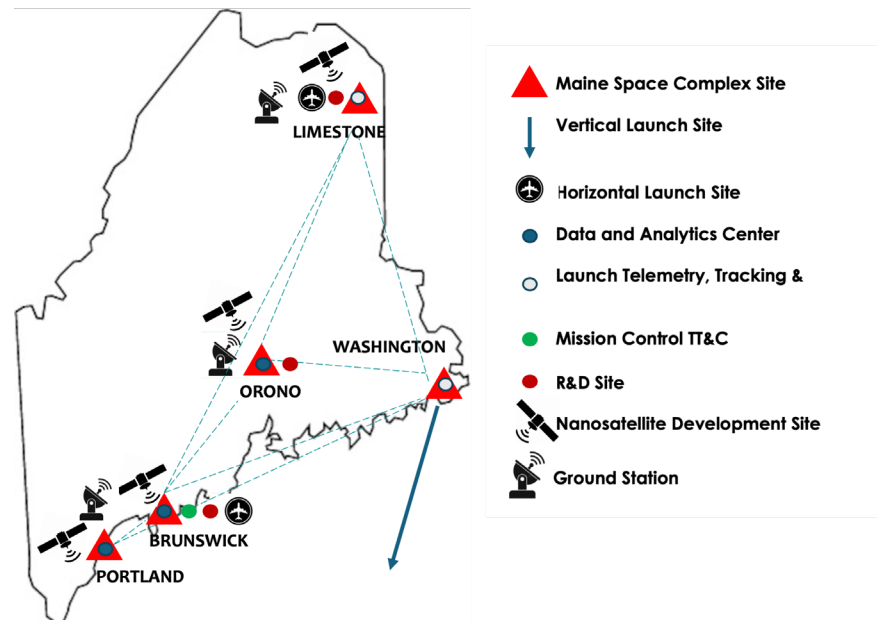 LIMESTONE
WASHINGTON
ORONO
BRUNSWICK
PORTLAND
Maine Space Complex Site
Vertical Launch Site
Horizontal Launch Site
Data and Analytics Center
Launch Telemetry, Tracking &
Mission Control TT&C
R&D Site
Nanosatellite Development Site
Ground Station